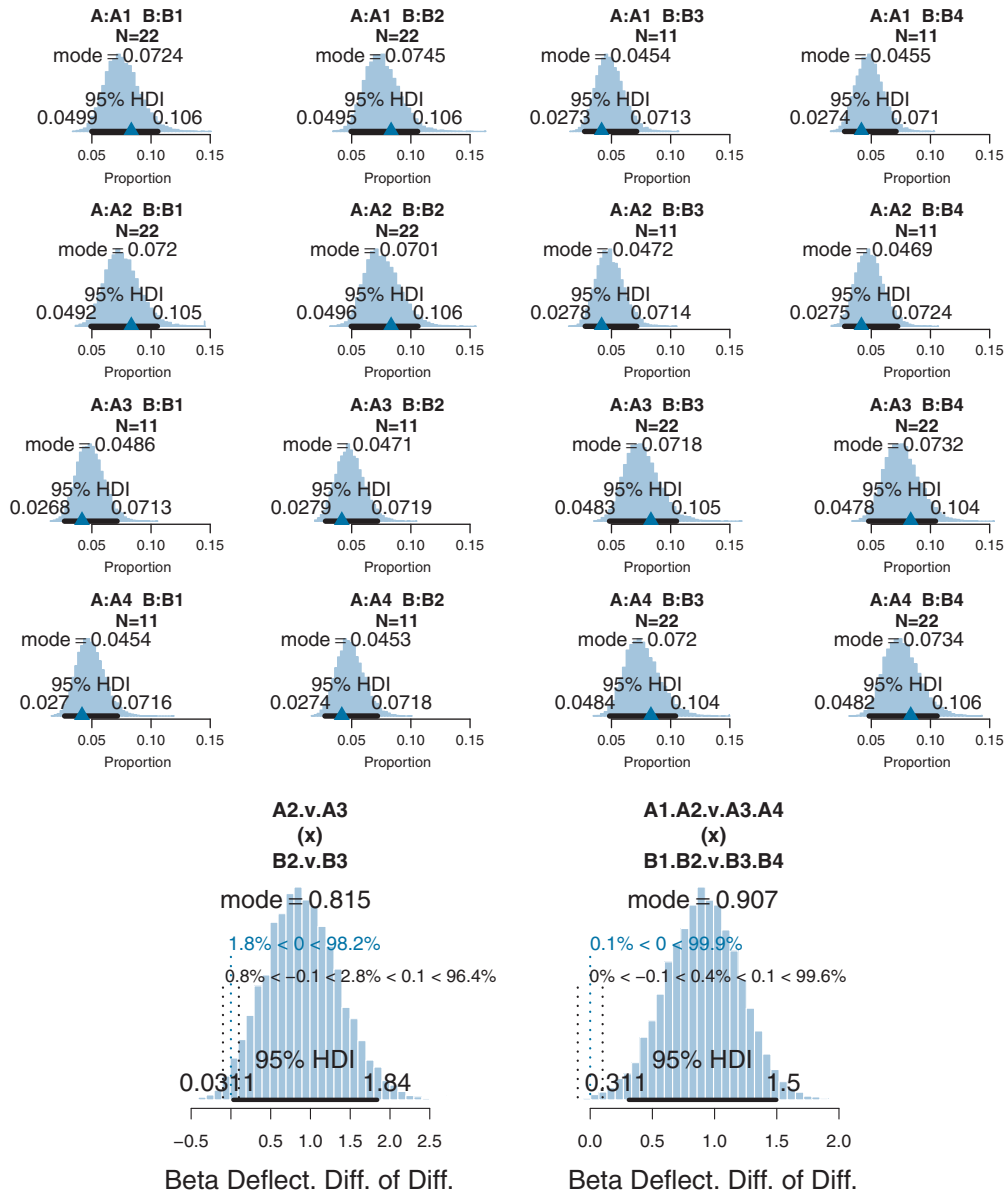 A:A1 B:B1
N=22
mode = 0.0724
95% HDI
0.0499 0.106
0.05 0.10 0.15
Proportion
A:A1 B:B2
N=22
mode = 0.0745
95% HDI
0.0495 0.106
0.05 0.10 0.15
Proportion
A:A1 B:B3
N=11
mode = 0.0454
95% HDI
0.0273 0.0713
0.05 0.10 0.15
Proportion
A:A1 B:B4
N=11
mode = 0.0455
95% HDI
0.0274 0.071
0.05 0.10 0.15
Proportion
A:A2 B:B1
N=22
mode = 0.072
95% HDI
0.0492 0.105
0.05 0.10 0.15
Proportion
A:A2 B:B2
N=22
mode = 0.0701
95% HDI
0.0496 0.106
0.05 0.10 0.15
Proportion
A:A2 B:B3
N=11
mode = 0.0472
95% HDI
0.0278 0.0714
0.05 0.10 0.15
Proportion
A:A2 B:B4
N=11
mode = 0.0469
95% HDI
0.0275 0.0724
0.05 0.10 0.15
Proportion
A:A3 B:B1
N=11
mode = 0.0486
95% HDI
0.0268 0.0713
0.05 0.10 0.15
Proportion
A:A3 B:B2
N=11
mode = 0.0471
95% HDI
0.0279 0.0719
0.05 0.10 0.15
Proportion
A:A3 B:B3
N=22
mode = 0.0718
95% HDI
0.0483 0.105
0.05 0.10 0.15
Proportion
A:A3 B:B4
N=22
mode = 0.0732
95% HDI
0.0478 0.104
0.05 0.10 0.15
Proportion
A:A4 B:B1
N=11
mode = 0.0454
95% HDI
0.027 0.0716
0.05 0.10 0.15
Proportion
A:A4 B:B2
N=11
mode = 0.0453
95% HDI
0.0274 0.0718
0.05 0.10 0.15
Proportion
A:A4 B:B3
N=22
mode = 0.072
95% HDI
0.0484 0.104
0.05 0.10 0.15
Proportion
A:A4 B:B4
N=22
mode = 0.0734
95% HDI
0.0482 0.106
0.05 0.10 0.15
Proportion
A2.v.A3
(x)
B2.v.B3
mode = 0.815
1.8% < 0 < 98.2%
0.8% < −0.1 < 2.8% < 0.1 < 96.4%
95% HDI
0.0311 1.84
−0.5 0.5 1.0 1.5 2.0 2.5
Beta Deflect. Diff. of Diff.
A1.A2.v.A3.A4
(x)
B1.B2.v.B3.B4
mode = 0.907
0.1% < 0 < 99.9%
0% < −0.1 < 0.4% < 0.1 < 99.6%
95% HDI
0.311 1.5
0.0 0.5 1.0 1.5 2.0
Beta Deflect. Diff. of Diff.